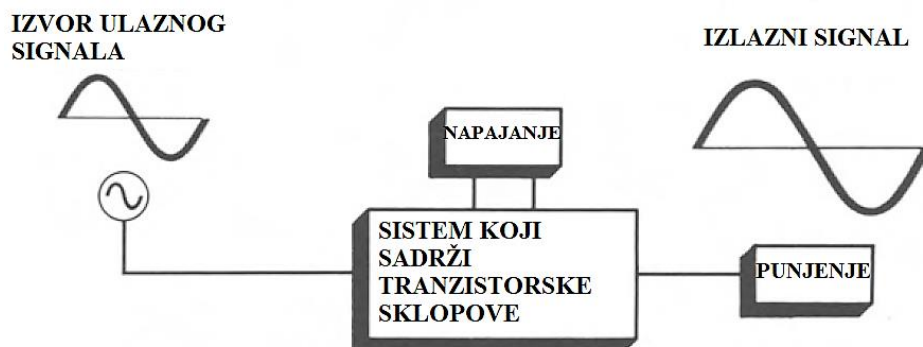 IZVOR ULAZNOG
SIGNALA
IZLAZNI SIGNAL
NAPAJANJE
SISTEM KOJI
SADRŽI
TRANZISTORSKE
SKLOPOVE
PUNJENJE